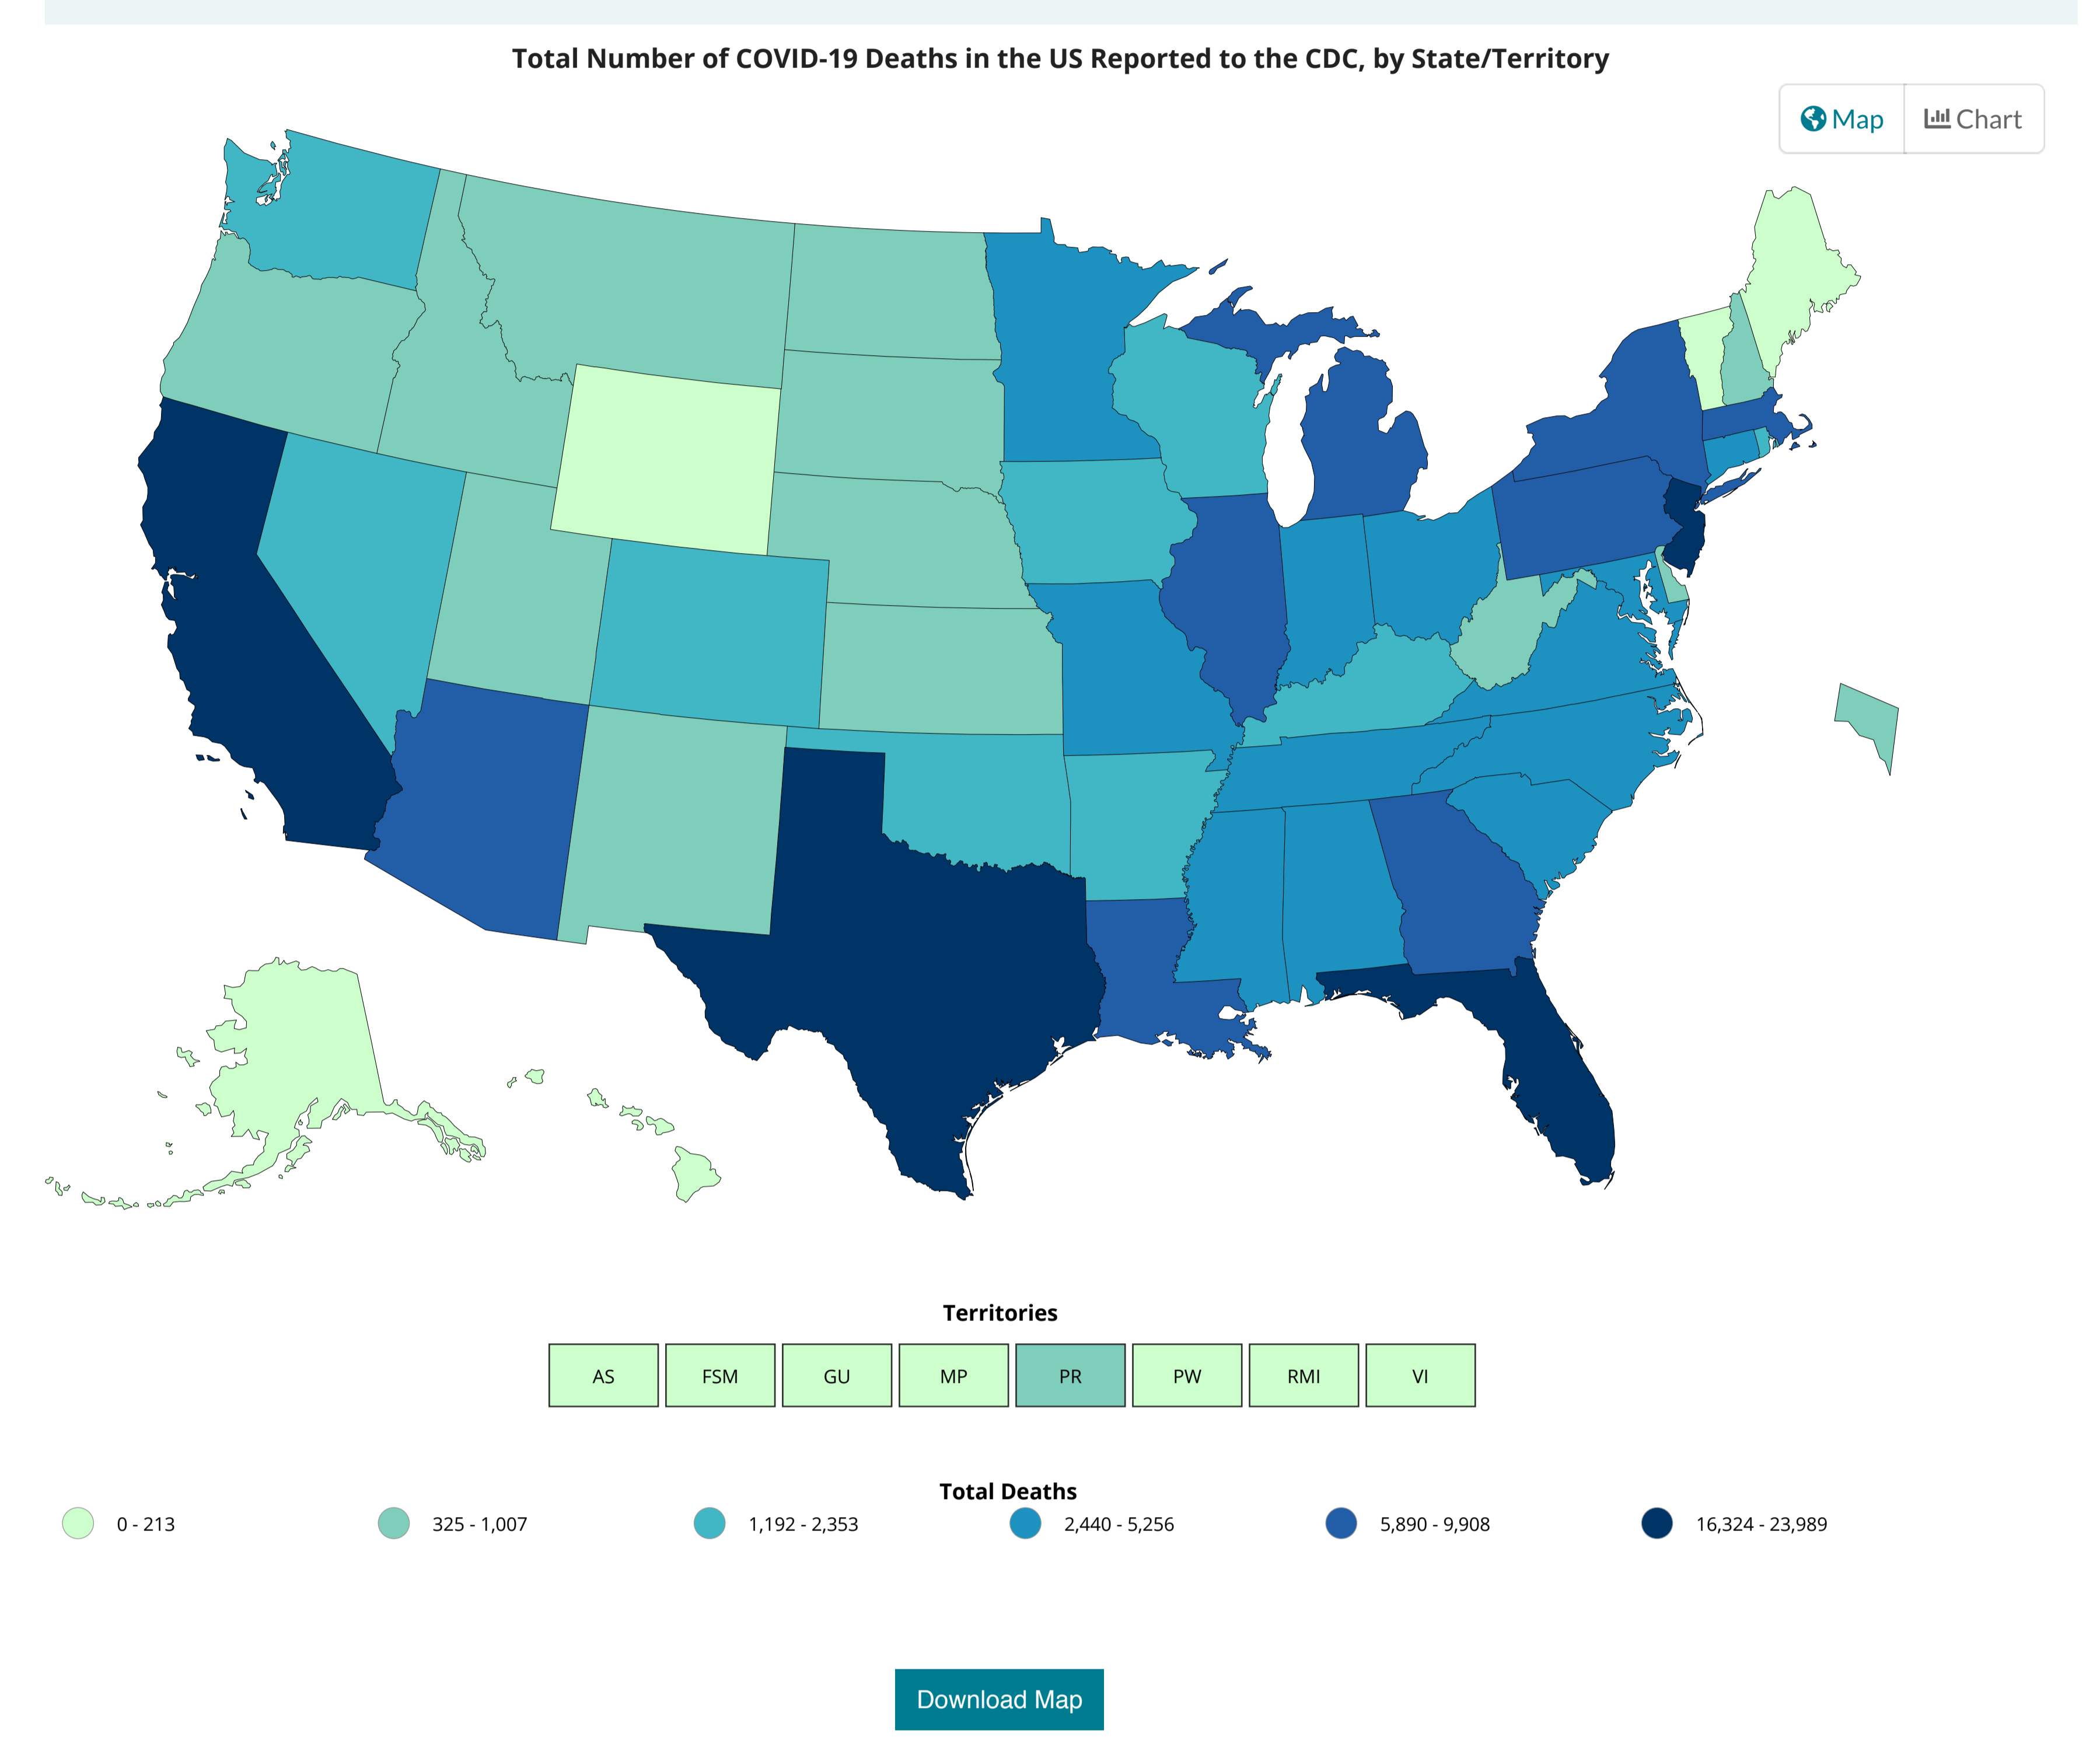 Total Number of COVID-19 Deaths in the US Reported to the CDC, by State/Territory
Map
Chart
Territories
AS FSM GU MP PR PW RMI VI
Total Deaths
0 - 213 325 - 1,007 1,192 - 2,353 2,440 - 5,256 5,890 - 9,908 16,324 - 23,989
Download Map